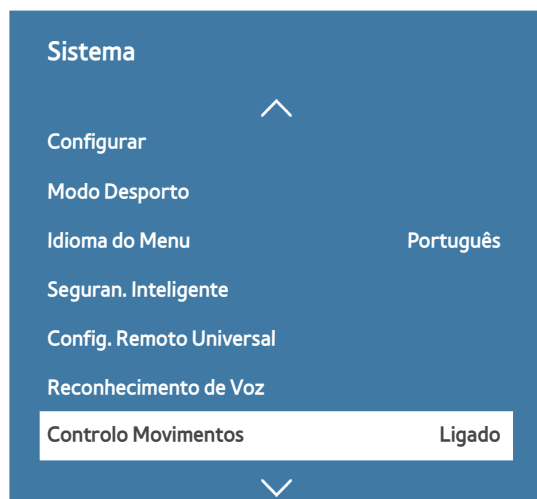 Sistema
Configurar
Modo Desporto
Idioma do Menu Português
Seguran. Inteligente
Config. Remoto Universal
Reconhecimento de Voz
Controlo Movimentos Ligado